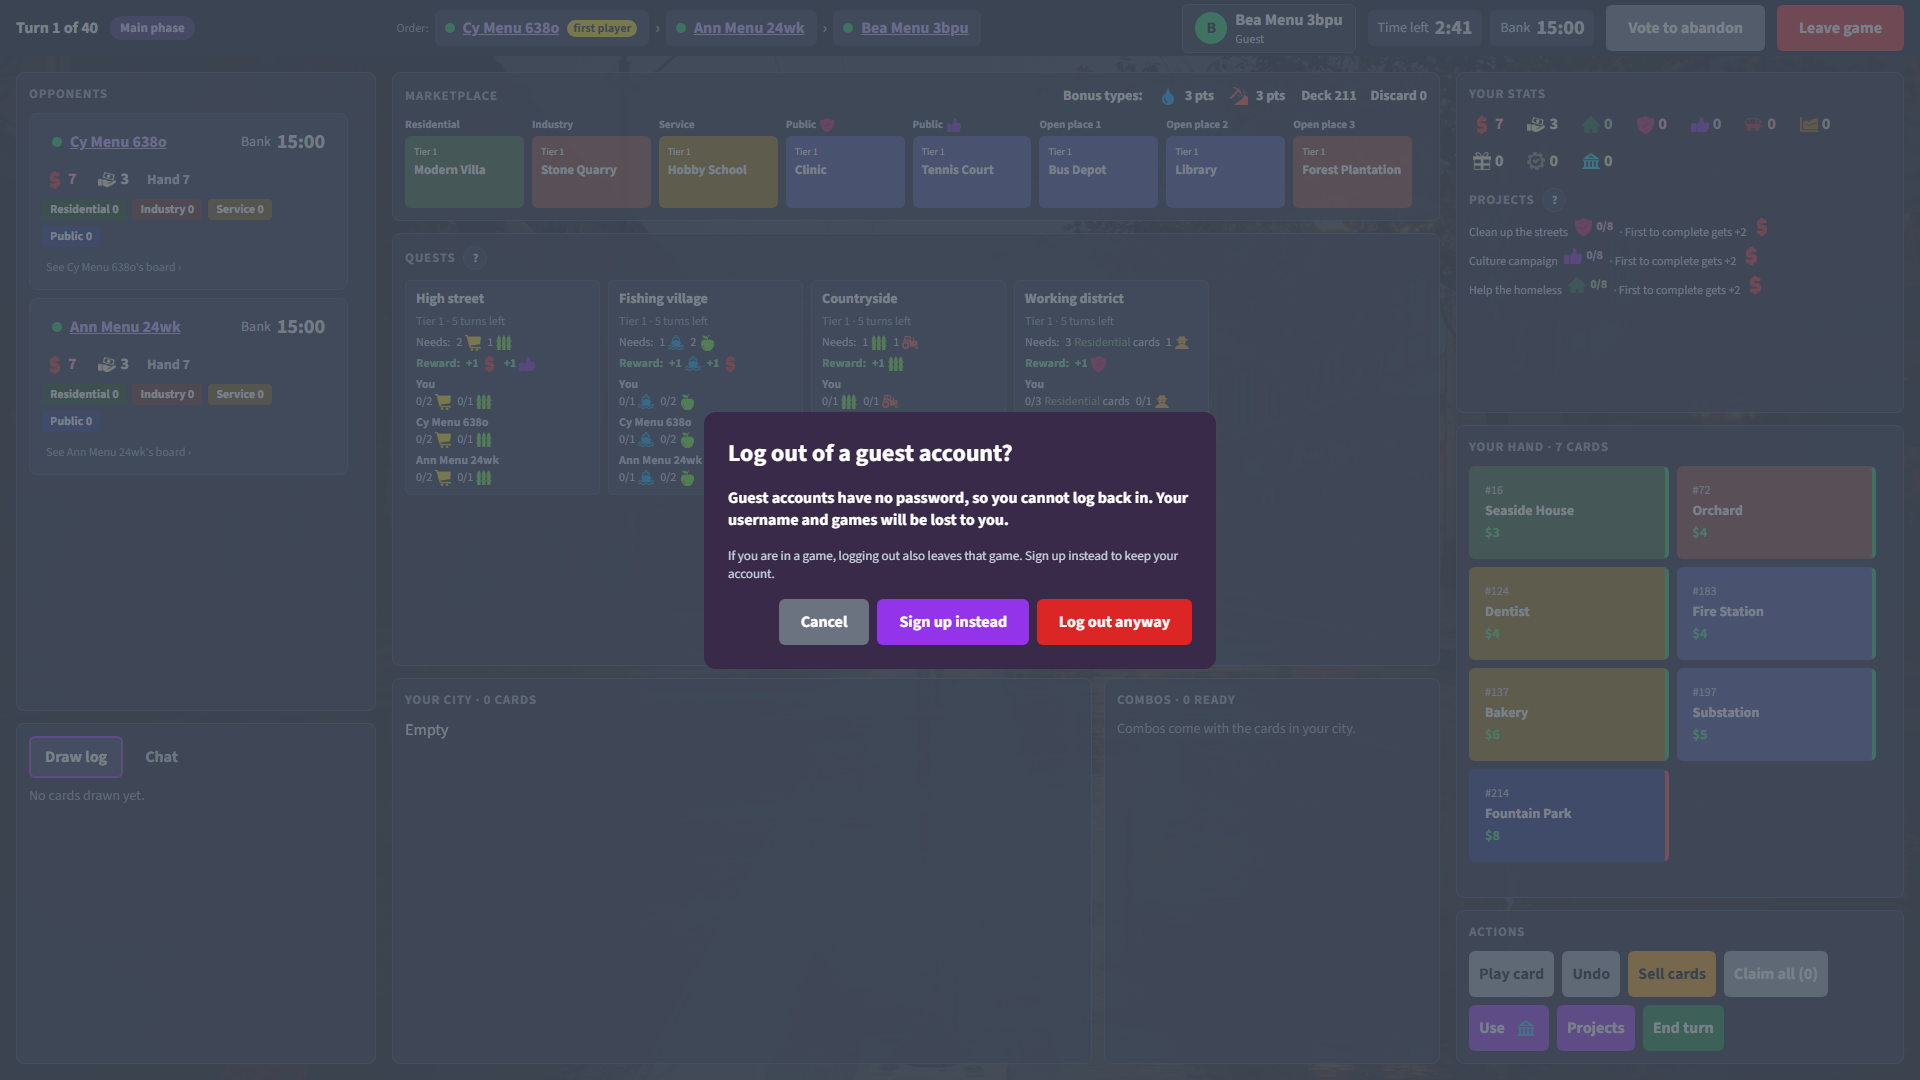 Turn 1 of 40
Main phase
Order:
Cy Menu 638o
first player
›
Ann Menu 24wk
›
Bea Menu 3bpu
B
Bea Menu 3bpu
Guest
Time left 2:41
Bank 15:00
Vote to abandon
Leave game
OPPONENTS
Cy Menu 638o
Bank 15:00
7
3
Hand 7
Residential 0
Industry 0
Service 0
Public 0
See Cy Menu 638o's board ›
Ann Menu 24wk
Bank 15:00
7
3
Hand 7
Residential 0
Industry 0
Service 0
Public 0
See Ann Menu 24wk's board ›
Draw log
Chat
No cards drawn yet.
MARKETPLACE
Bonus types:
3 pts
3 pts
Deck 211
Discard 0
Residential
Tier 1
Modern Villa
Industry
Tier 1
Stone Quarry
Service
Tier 1
Hobby School
Public
Tier 1
Clinic
Public
Tier 1
Tennis Court
Open place 1
Tier 1
Bus Depot
Open place 2
Tier 1
Library
Open place 3
Tier 1
Forest Plantation
QUESTS ?
High street
Tier 1 · 5 turns left
Needs: 2 1
Reward: +1 +1
You
0/2 0/1
Cy Menu 638o
0/2 0/1
Ann Menu 24wk
0/2 0/1
Fishing village
Tier 1 · 5 turns left
Needs: 1 2
Reward: +1 +1
You
0/1 0/2
Cy Menu 638o
0/1 0/2
Ann Menu 24wk
0/1 0/2
Countryside
Tier 1 · 5 turns left
Needs: 1 1
Reward: +1
You
0/1 0/1
Working district
Tier 1 · 5 turns left
Needs: 3 Residential cards 1
Reward: +1
You
0/3 Residential cards 0/1
Log out of a guest account?
Guest accounts have no password, so you cannot log back in. Your
username and games will be lost to you.
If you are in a game, logging out also leaves that game. Sign up instead to keep your
account.
Cancel
Sign up instead
Log out anyway
YOUR CITY · 0 CARDS
Empty
COMBOS · 0 READY
Combos come with the cards in your city.
YOUR STATS
7 3 0 0 0 0 0
0 0 0
PROJECTS ?
Clean up the streets 0/8 · First to complete gets +2
Culture campaign 0/8 · First to complete gets +2
Help the homeless 0/8 · First to complete gets +2
YOUR HAND · 7 CARDS
#16
Seaside House
$3
#72
Orchard
$4
#124
Dentist
$4
#183
Fire Station
$4
#137
Bakery
$6
#197
Substation
$5
#214
Fountain Park
$8
ACTIONS
Play card
Undo
Sell cards
Claim all (0)
Use
Projects
End turn